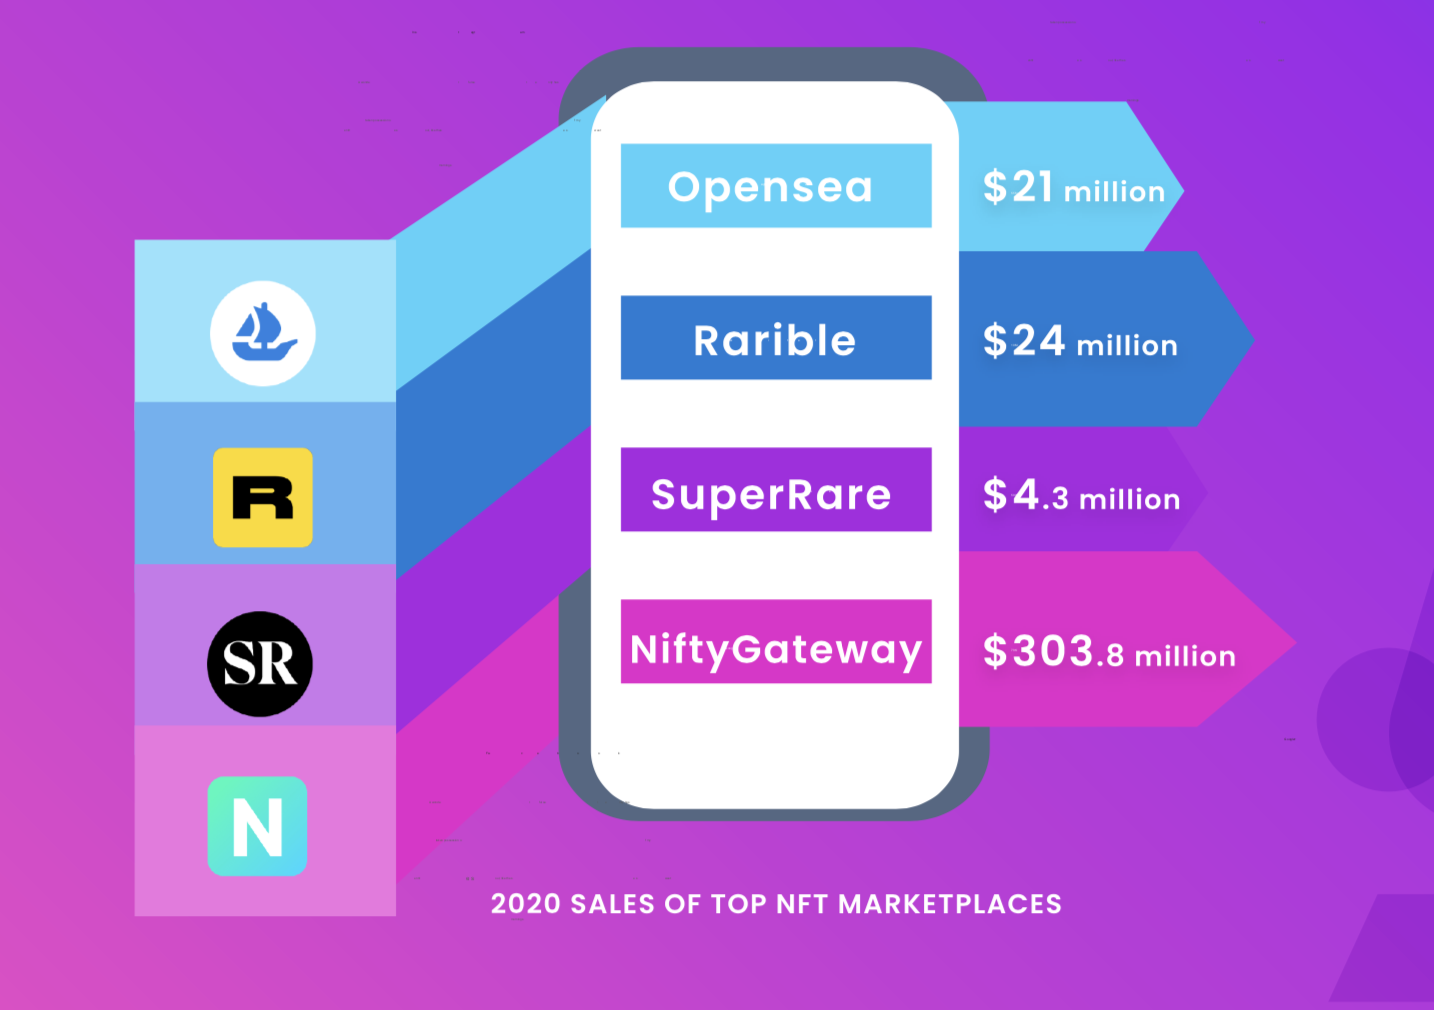 Opensea
$21 million
Rarible
$24 million
R
SuperRare
$4.3 million
SR
NiftyGateway
$303.8 million
N
2020 SALES OF TOP NFT MARKETPLACES